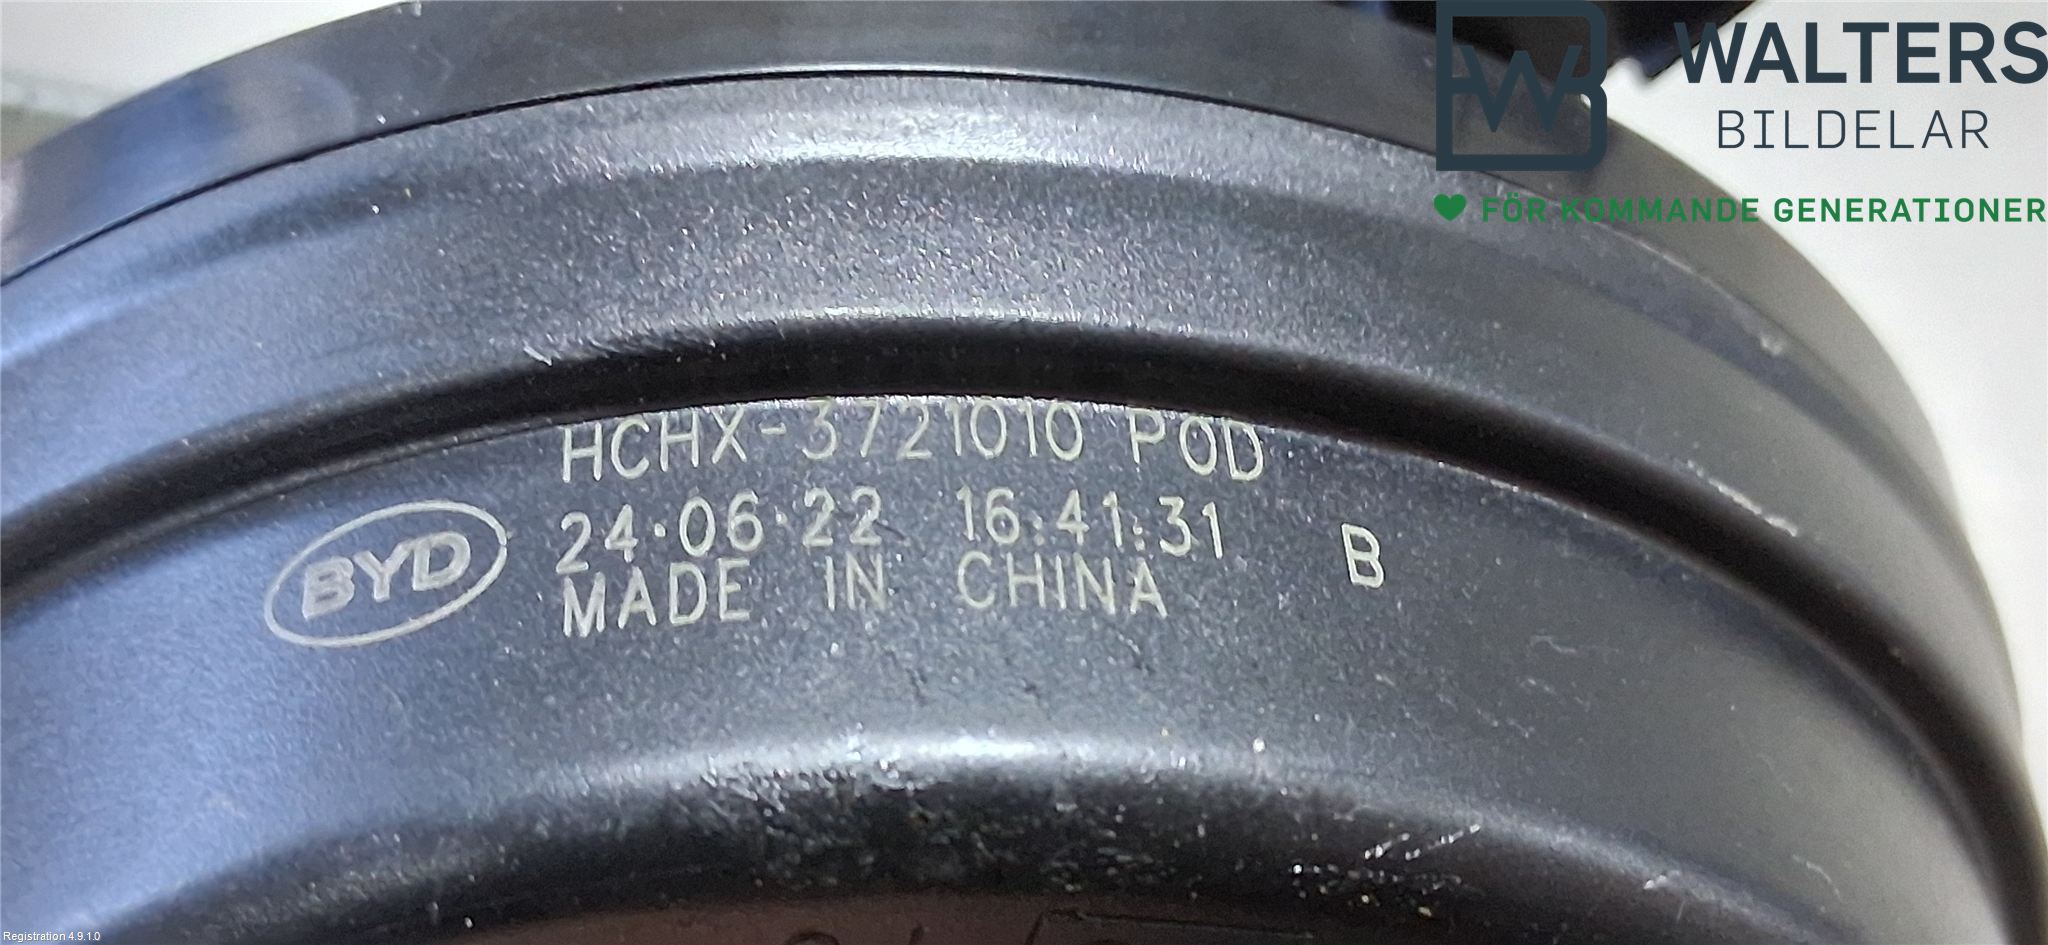 WALTERS
BILDELAR
FÖR KOMMANDE GENERATIONER
HCHX-3721010 POD
24·06·22 16:41:31
MADE IN CHINA
B
BYD
Registration 4.9.1.0